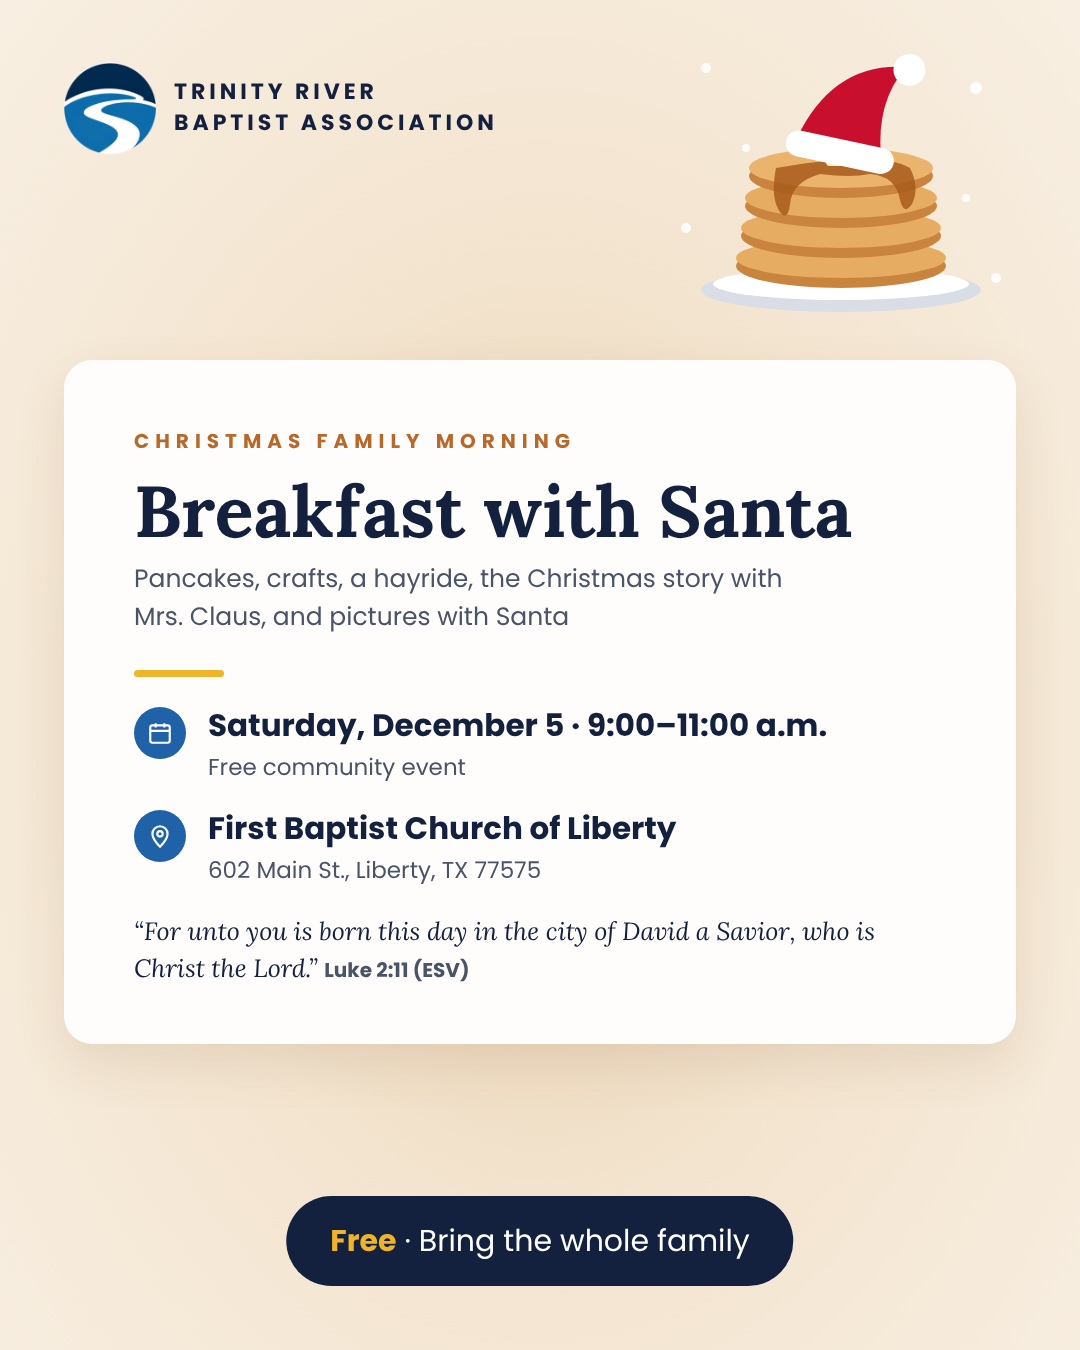 TRINITY RIVER
BAPTIST ASSOCIATION
CHRISTMAS FAMILY MORNING
Breakfast with Santa
Pancakes, crafts, a hayride, the Christmas story with
Mrs. Claus, and pictures with Santa
Saturday, December 5 · 9:00–11:00 a.m.
Free community event
First Baptist Church of Liberty
602 Main St., Liberty, TX 77575
“For unto you is born this day in the city of David a Savior, who is
Christ the Lord.” Luke 2:11 (ESV)
Free · Bring the whole family